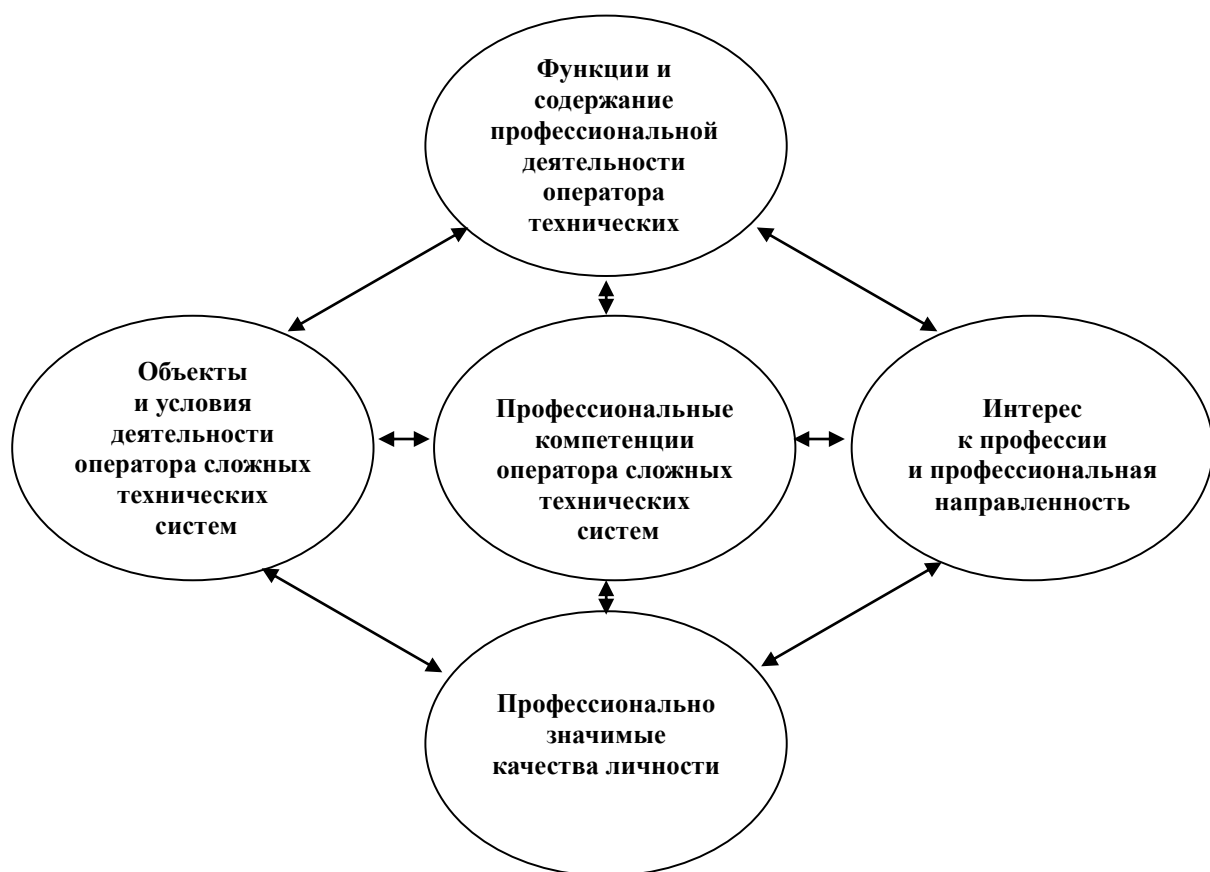 Функции и
содержание
профессиональной
деятельности
оператора
технических
Объекты
и условия
деятельности
оператора сложных
технических
систем
Профессиональные
компетенции
оператора сложных
технических
систем
Интерес
к профессии
и профессиональная
направленность
Профессионально
значимые
качества личности